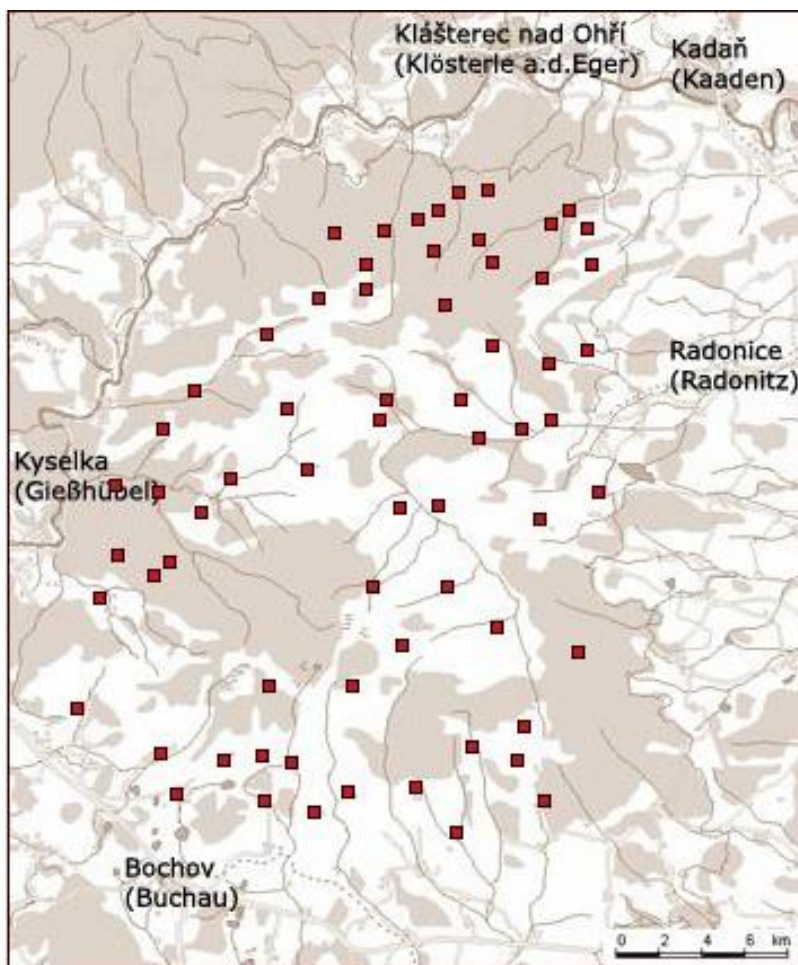 Klášterec nad Ohří
(Klösterle a.d.Eger)
Kadaň
(Kaaden)
Radonice
(Radonitz)
Kyselka
(Gießhübel)
Bochov
(Buchau)
0 2 4 6 km